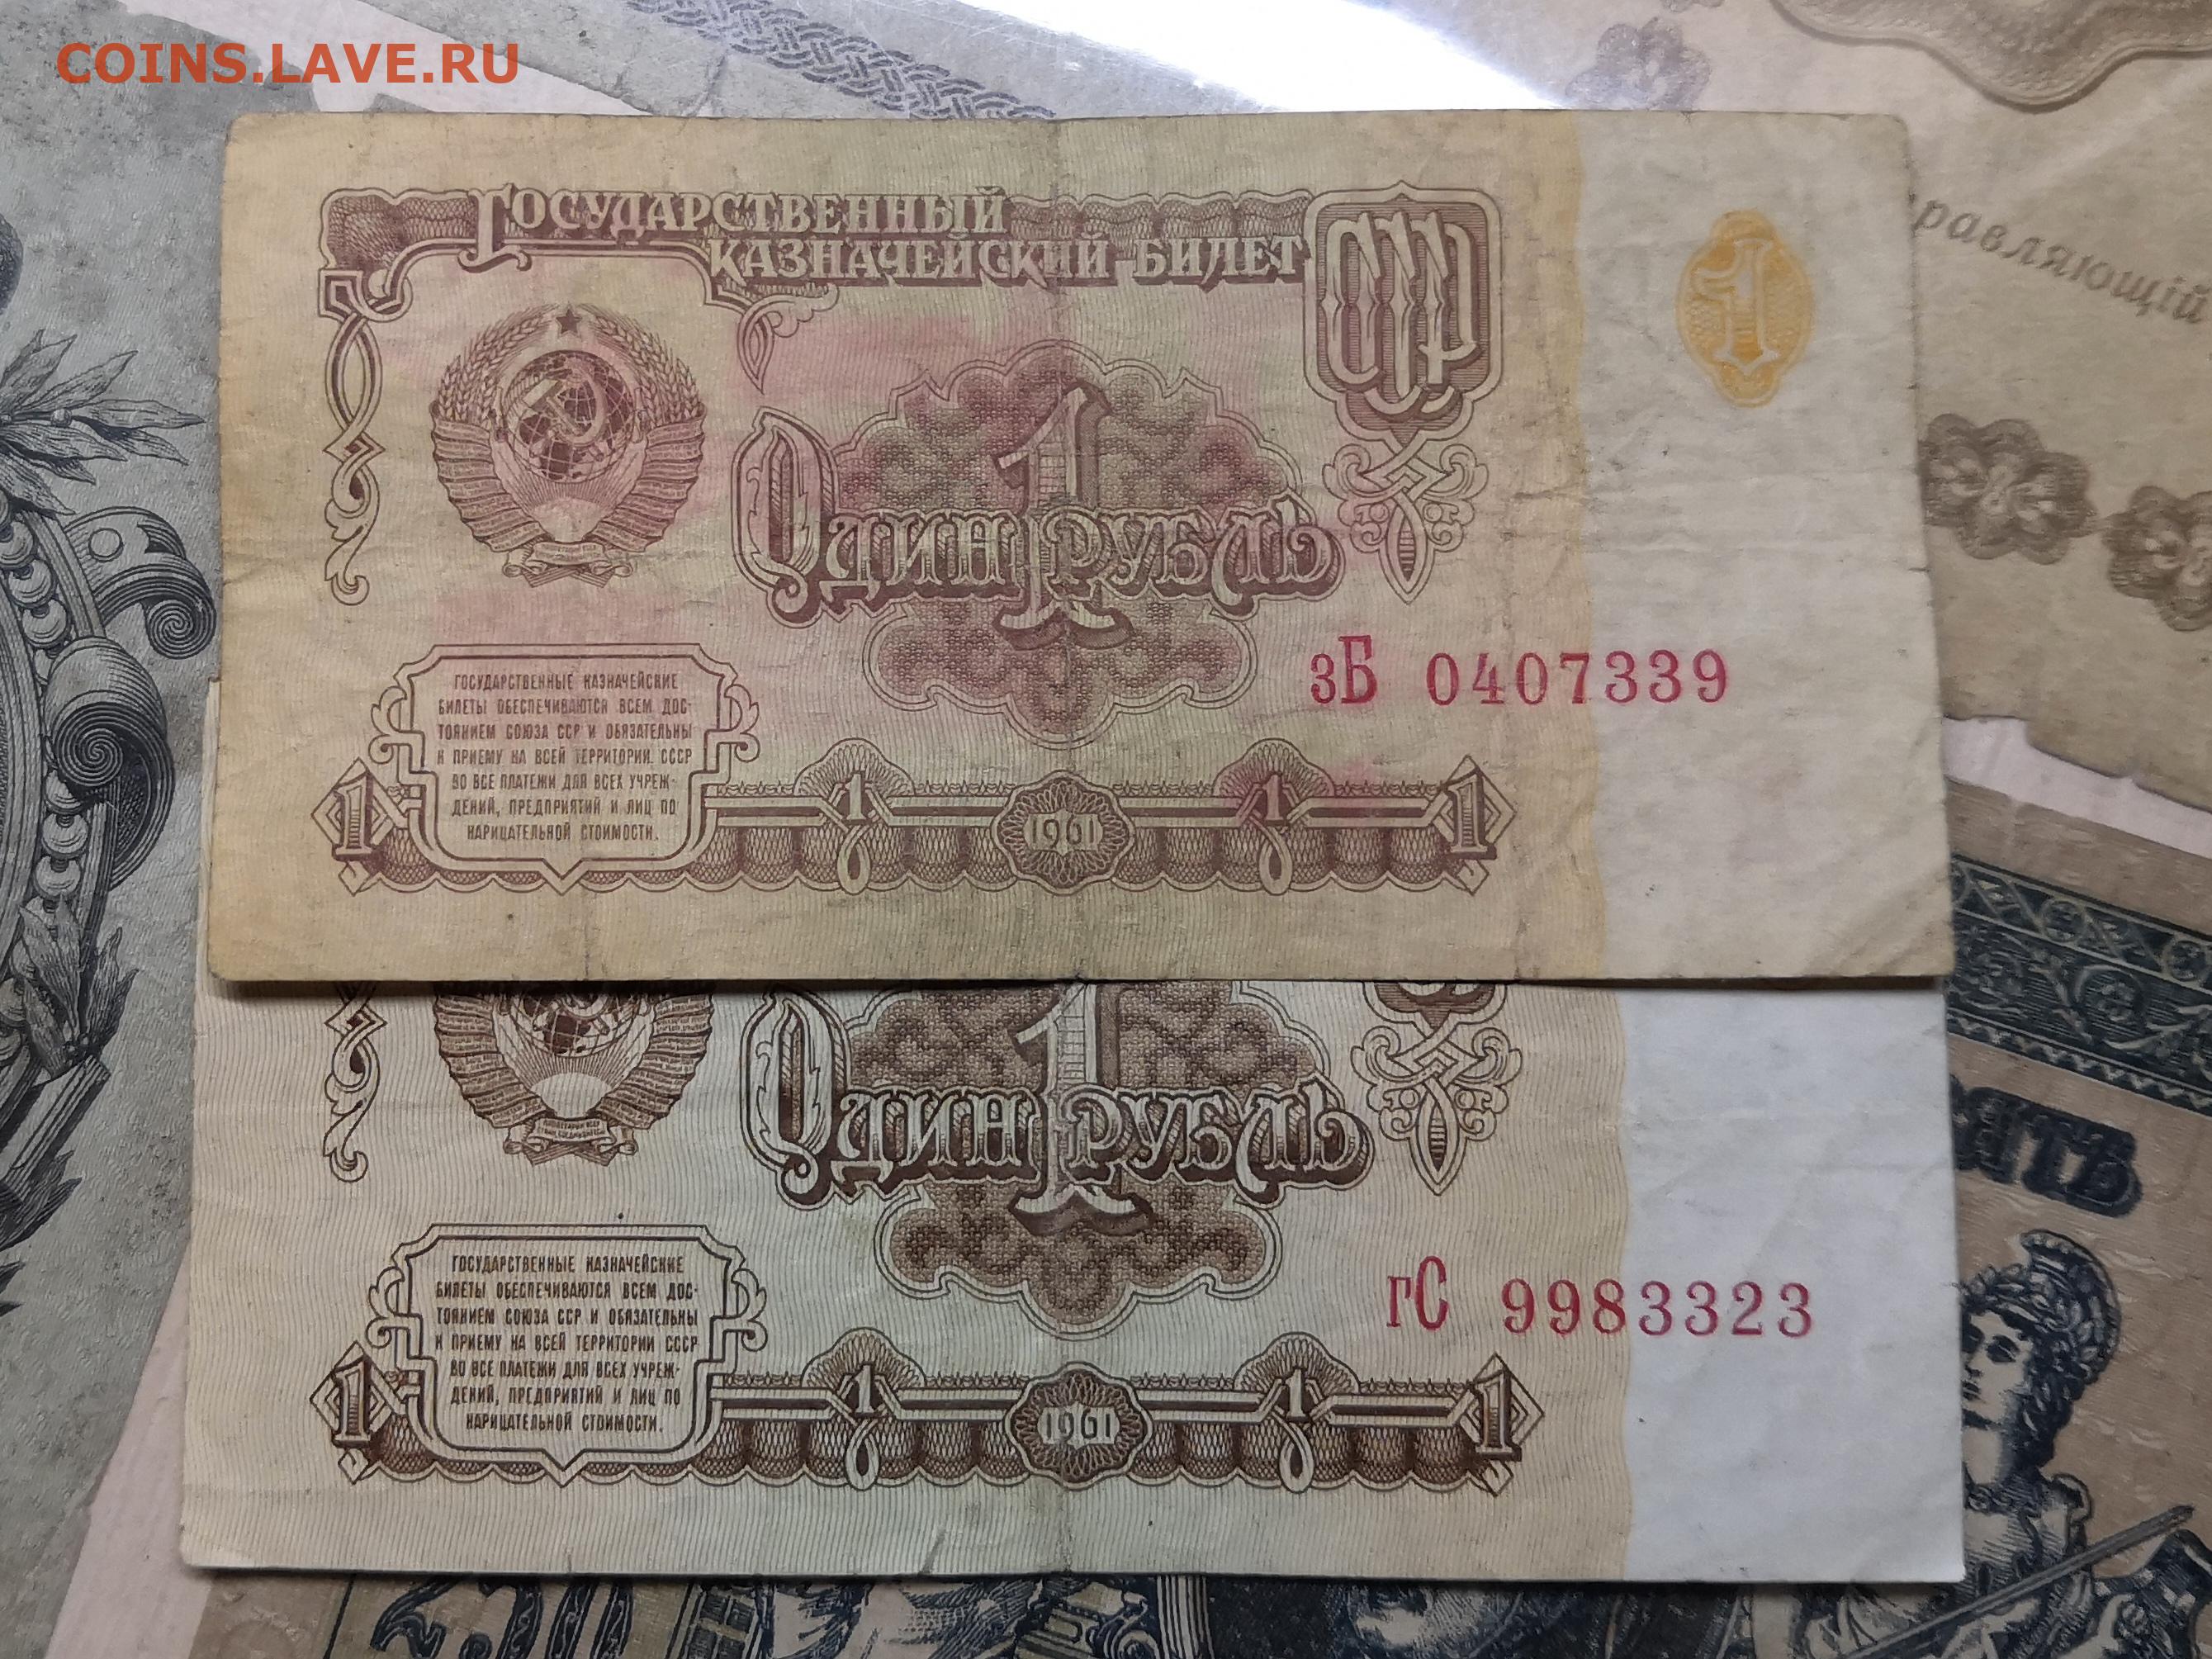 COINS.LAVE.RU
ГОСУДАРСТВЕННЫЙ
КАЗНАЧЕЙСКИЙ БИЛЕТ
СССР
1
1
ОДИН РУБЛЬ
зБ 0407339
ГОСУДАРСТВЕННЫЕ КАЗНАЧЕЙСКИЕ
БИЛЕТЫ ОБЕСПЕЧИВАЮТСЯ ВСЕМ ДОС-
ТОЯНИЕМ СОЮЗА ССР И ОБЯЗАТЕЛЬНЫ
К ПРИЕМУ НА ВСЕЙ ТЕРРИТОРИИ СССР
ВО ВСЕ ПЛАТЕЖИ ДЛЯ ВСЕХ УЧРЕЖ-
ДЕНИЙ, ПРЕДПРИЯТИЙ И ЛИЦ ПО
НАРИЦАТЕЛЬНОЙ СТОИМОСТИ.
1 1 1961 1 1
1
ОДИН РУБЛЬ
гС 9983323
ГОСУДАРСТВЕННЫЕ КАЗНАЧЕЙСКИЕ
БИЛЕТЫ ОБЕСПЕЧИВАЮТСЯ ВСЕМ ДОС-
ТОЯНИЕМ СОЮЗА ССР И ОБЯЗАТЕЛЬНЫ
К ПРИЕМУ НА ВСЕЙ ТЕРРИТОРИИ СССР
ВО ВСЕ ПЛАТЕЖИ ДЛЯ ВСЕХ УЧРЕЖ-
ДЕНИЙ, ПРЕДПРИЯТИЙ И ЛИЦ ПО
НАРИЦАТЕЛЬНОЙ СТОИМОСТИ.
1 1 1961 1 1
равляющій